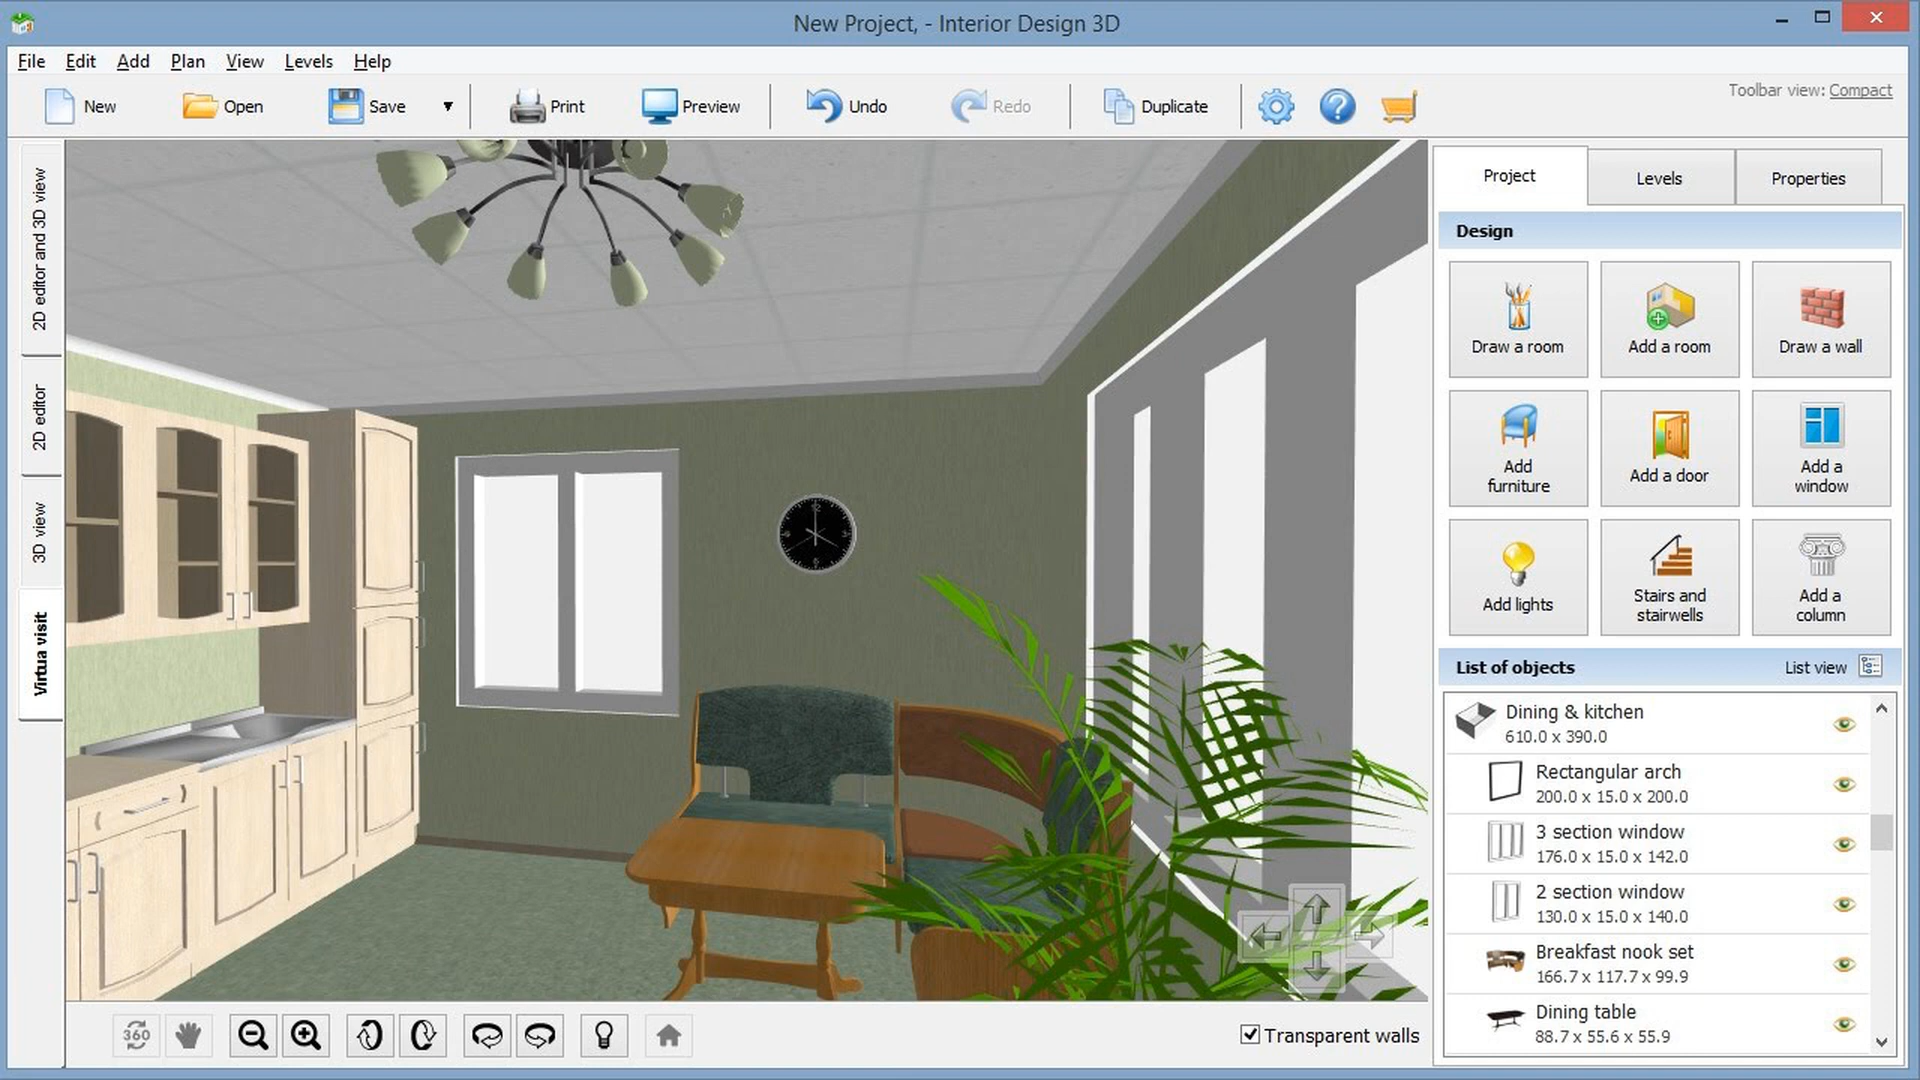 New Project, - Interior Design 3D
File Edit Add Plan View Levels Help
New Open Save Print Preview Undo Redo Duplicate
Toolbar view: Compact
2D editor and 3D view
2D editor
3D view
Virtua visit
Project Levels Properties
Design
Draw a room Add a room Draw a wall
Add furniture
Add a door
Add a window
Add lights
Stairs and stairwells
Add a column
List of objects List view
Dining & kitchen
610.0 x 390.0
Rectangular arch
200.0 x 15.0 x 200.0
3 section window
176.0 x 15.0 x 142.0
2 section window
130.0 x 15.0 x 140.0
Breakfast nook set
166.7 x 117.7 x 99.9
Dining table
88.7 x 55.6 x 55.9
360
Transparent walls